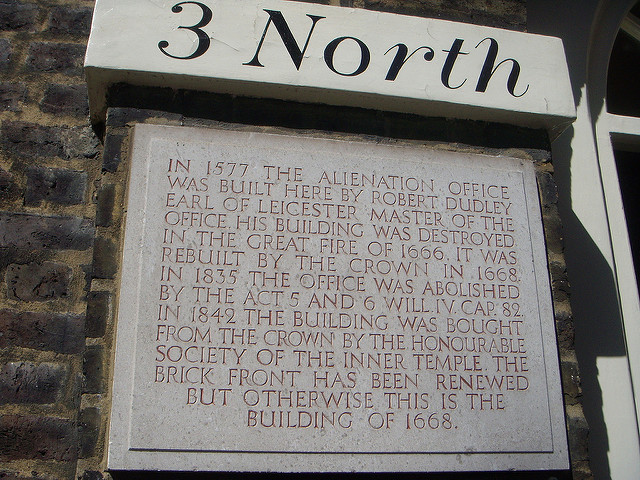 3 North
IN 1577 THE ALIENATION OFFICE
WAS BUILT HERE BY ROBERT DUDLEY
EARL OF LEICESTER MASTER OF THE
OFFICE. HIS BUILDING WAS DESTROYED
IN THE GREAT FIRE OF 1666. IT WAS
REBUILT BY THE CROWN IN 1668.
IN 1835 THE OFFICE WAS ABOLISHED
BY THE ACT 5 AND 6 WILL.IV. CAP. 82.
IN 1842 THE BUILDING WAS BOUGHT
FROM THE CROWN BY THE HONOURABLE
SOCIETY OF THE INNER TEMPLE. THE
BRICK FRONT HAS BEEN RENEWED
BUT OTHERWISE THIS IS THE
BUILDING OF 1668.